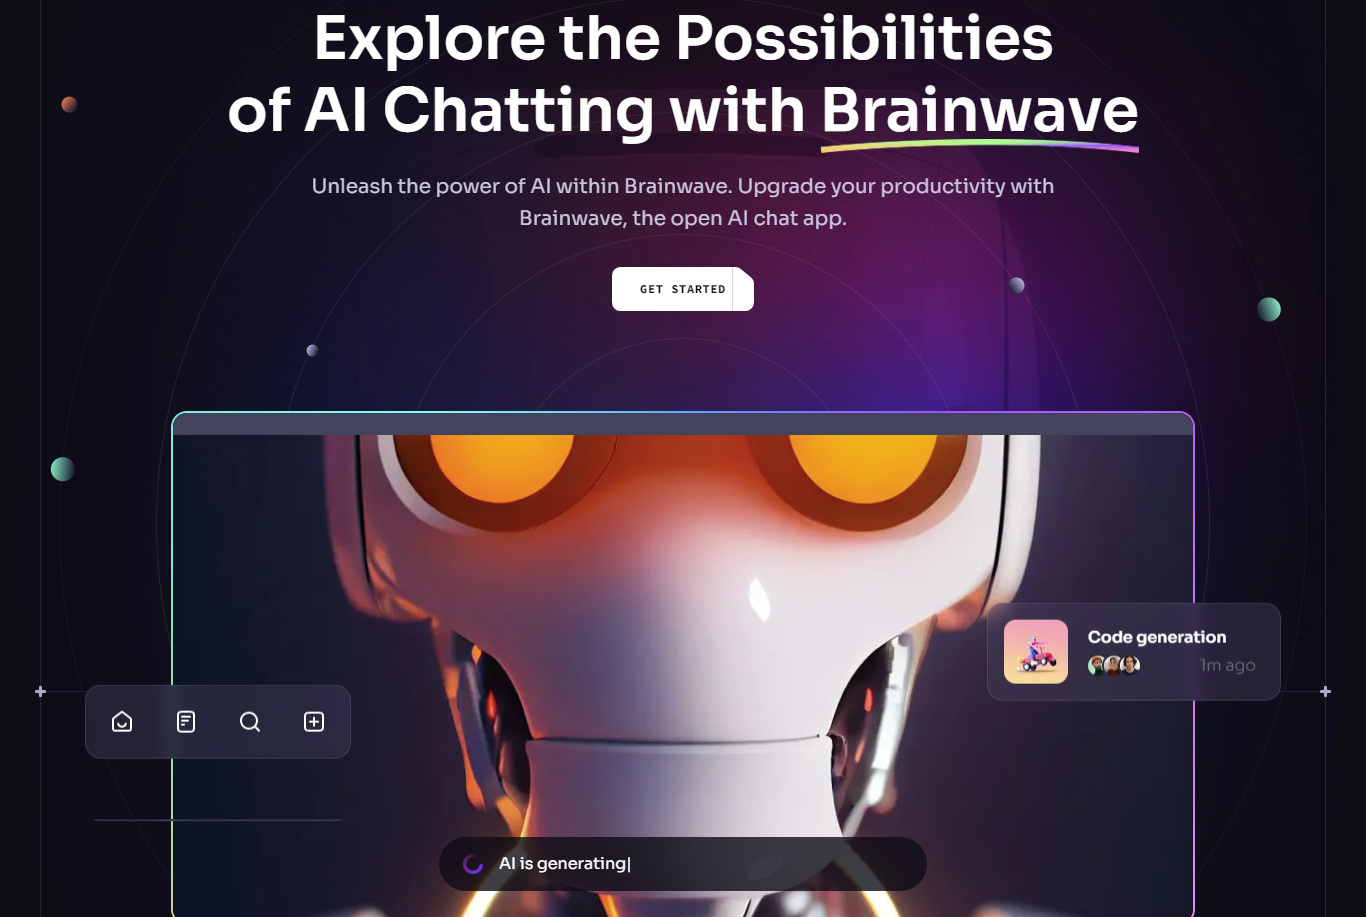 Explore the Possibilities
of AI Chatting with Brainwave
Unleash the power of AI within Brainwave. Upgrade your productivity with
Brainwave, the open AI chat app.
GET STARTED
Code generation
1m ago
AI is generating|